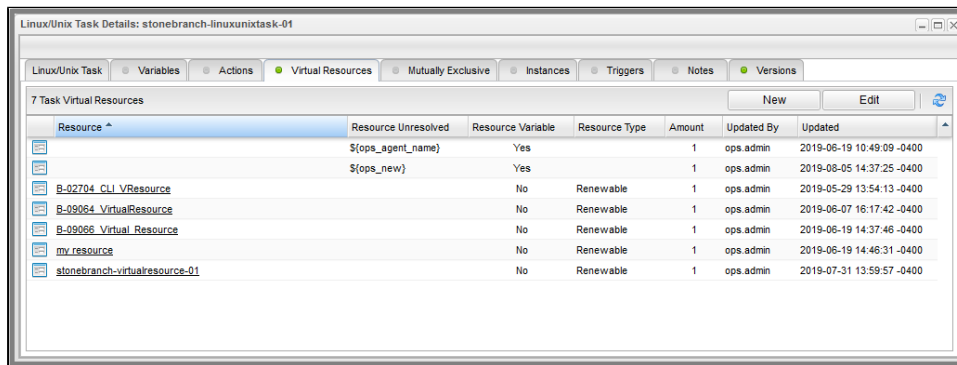 Linux/Unix Task Details: stonebranch-linuxunixtask-01
Linux/Unix Task Variables Actions Virtual Resources Mutually Exclusive Instances Triggers Notes Versions
7 Task Virtual Resources New Edit
Resource Resource Unresolved Resource Variable Resource Type Amount Updated By Updated
${ops_agent_name} Yes 1 ops.admin 2019-06-19 10:49:09 -0400
${ops_new} Yes 1 ops.admin 2019-08-05 14:37:25 -0400
B-02704_CLI_VResource No Renewable 1 ops.admin 2019-05-29 13:54:13 -0400
B-09064_VirtualResource No Renewable 1 ops.admin 2019-06-07 16:17:42 -0400
B-09066_Virtual_Resource No Renewable 1 ops.admin 2019-06-19 14:37:46 -0400
my resource No Renewable 1 ops.admin 2019-06-19 14:46:31 -0400
stonebranch-virtualresource-01 No Renewable 1 ops.admin 2019-07-31 13:59:57 -0400